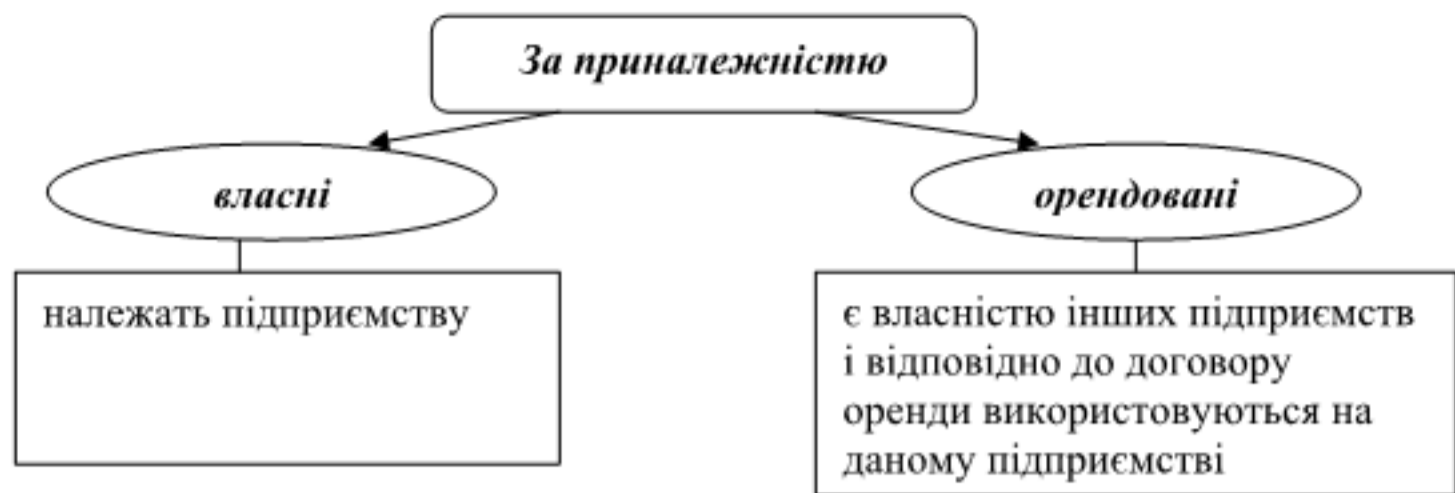 За приналежністю
власні
орендовані
належать підприємству
є власністю інших підприємств
і відповідно до договору
оренди використовуються на
даному підприємстві